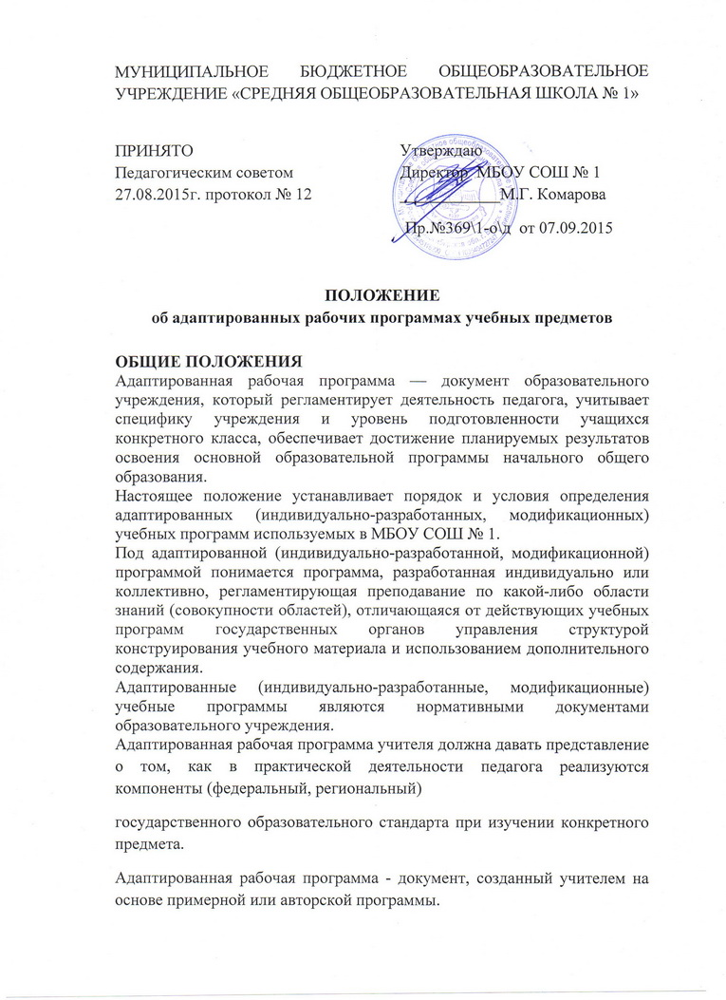 МУНИЦИПАЛЬНОЕ БЮДЖЕТНОЕ ОБЩЕОБРАЗОВАТЕЛЬНОЕ
УЧРЕЖДЕНИЕ «СРЕДНЯЯ ОБЩЕОБРАЗОВАТЕЛЬНАЯ ШКОЛА № 1»
ПРИНЯТО
Педагогическим советом
27.08.2015г. протокол № 12
Утверждаю
Директор МБОУ СОШ № 1
____________М.Г. Комарова
Пр.№369\1-о\д от 07.09.2015
ПОЛОЖЕНИЕ
об адаптированных рабочих программах учебных предметов
ОБЩИЕ ПОЛОЖЕНИЯ
Адаптированная рабочая программа — документ образовательного
учреждения, который регламентирует деятельность педагога, учитывает
специфику учреждения и уровень подготовленности учащихся
конкретного класса, обеспечивает достижение планируемых результатов
освоения основной образовательной программы начального общего
образования.
Настоящее положение устанавливает порядок и условия определения
адаптированных (индивидуально-разработанных, модификационных)
учебных программ используемых в МБОУ СОШ № 1.
Под адаптированной (индивидуально-разработанной, модификационной)
программой понимается программа, разработанная индивидуально или
коллективно, регламентирующая преподавание по какой-либо области
знаний (совокупности областей), отличающаяся от действующих учебных
программ государственных органов управления структурой
конструирования учебного материала и использованием дополнительного
содержания.
Адаптированные (индивидуально-разработанные, модификационные)
учебные программы являются нормативными документами
образовательного учреждения.
Адаптированная рабочая программа учителя должна давать представление
о том, как в практической деятельности педагога реализуются
компоненты (федеральный, региональный)
государственного образовательного стандарта при изучении конкретного
предмета.
Адаптированная рабочая программа - документ, созданный учителем на
основе примерной или авторской программы.